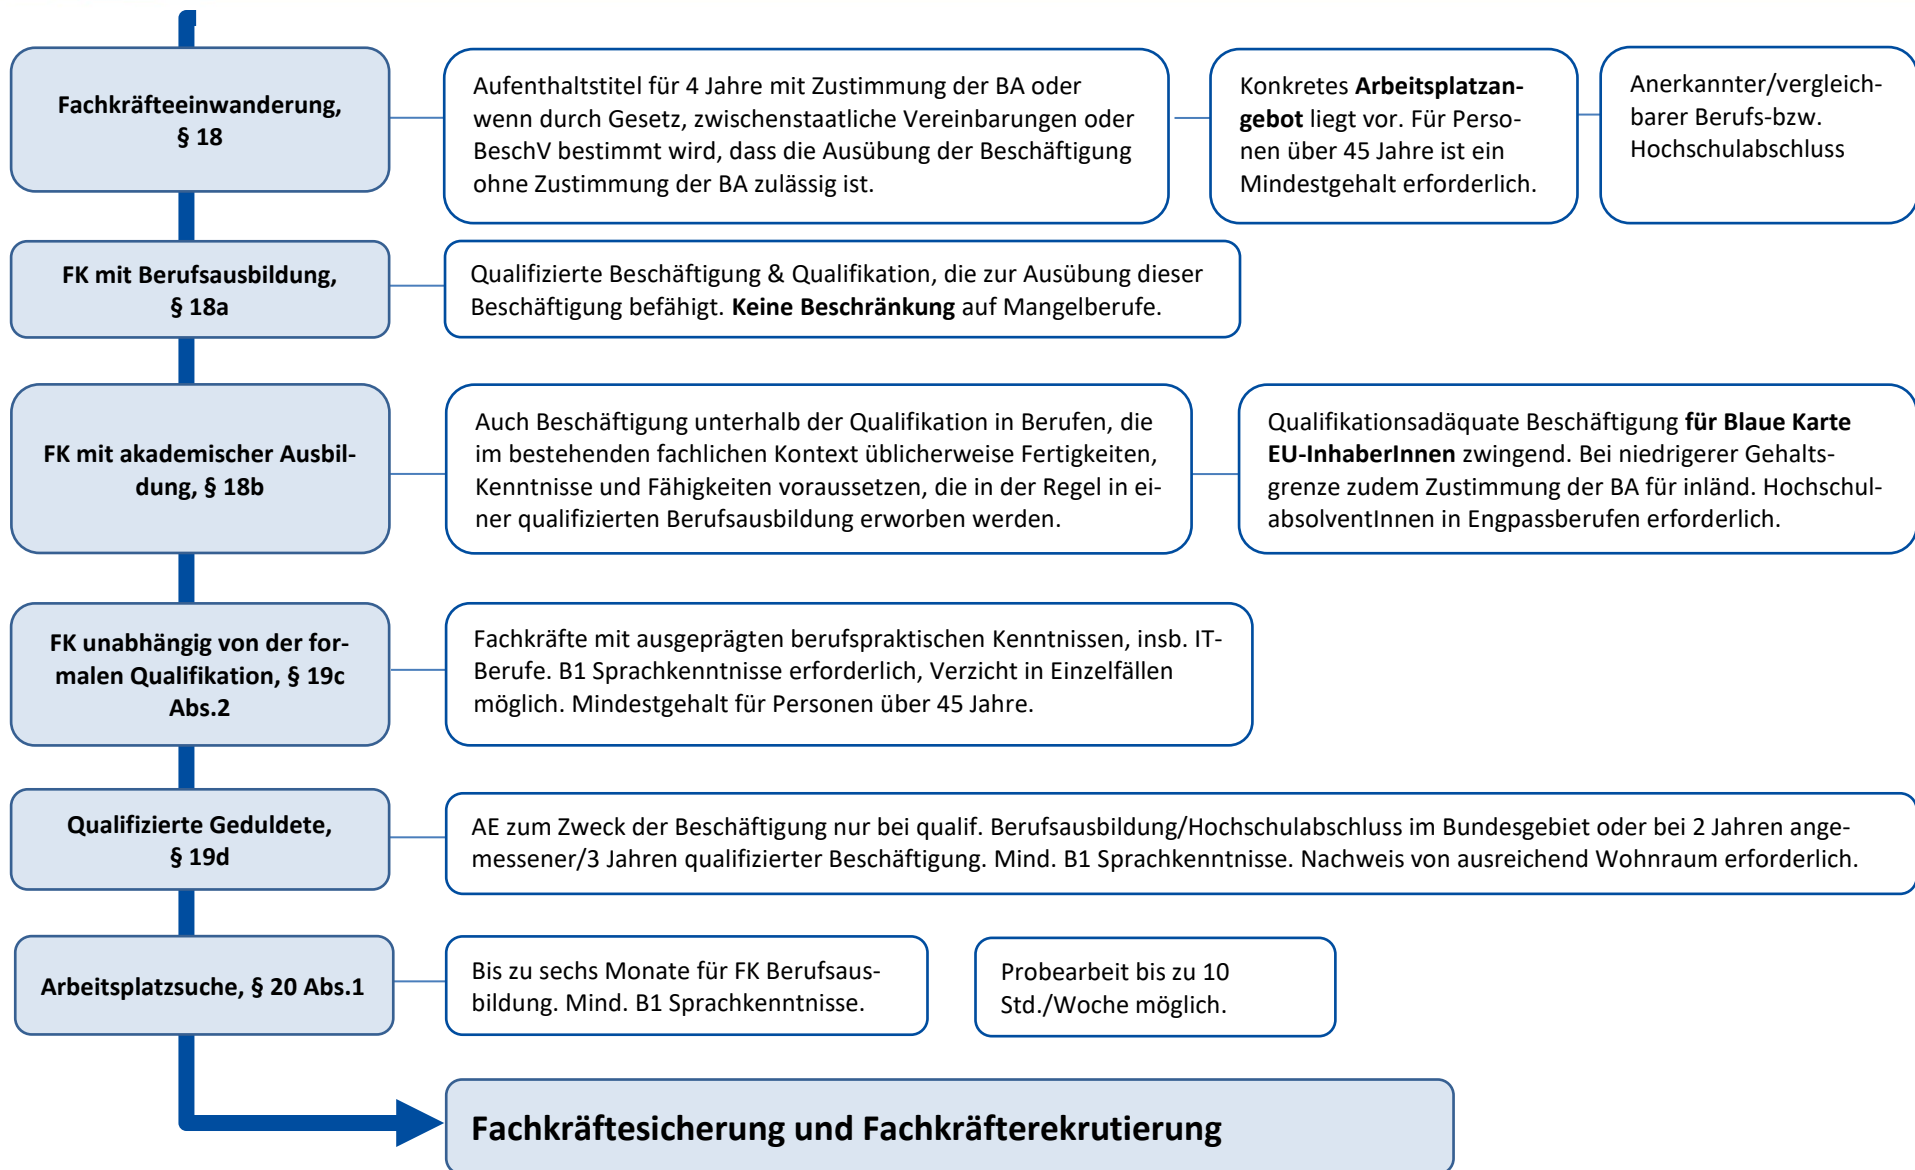 Fachkräfteeinwanderung,
§ 18
Aufenthaltstitel für 4 Jahre mit Zustimmung der BA oder
wenn durch Gesetz, zwischenstaatliche Vereinbarungen oder
BeschV bestimmt wird, dass die Ausübung der Beschäftigung
ohne Zustimmung der BA zulässig ist.
Konkretes Arbeitsplatzan-
gebot liegt vor. Für Perso-
nen über 45 Jahre ist ein
Mindestgehalt erforderlich.
Anerkannter/vergleich-
barer Berufs-bzw.
Hochschulabschluss
FK mit Berufsausbildung,
§ 18a
Qualifizierte Beschäftigung & Qualifikation, die zur Ausübung dieser
Beschäftigung befähigt. Keine Beschränkung auf Mangelberufe.
FK mit akademischer Ausbil-
dung, § 18b
Auch Beschäftigung unterhalb der Qualifikation in Berufen, die
im bestehenden fachlichen Kontext üblicherweise Fertigkeiten,
Kenntnisse und Fähigkeiten voraussetzen, die in der Regel in ei-
ner qualifizierten Berufsausbildung erworben werden.
Qualifikationsadäquate Beschäftigung für Blaue Karte
EU-InhaberInnen zwingend. Bei niedrigerer Gehalts-
grenze zudem Zustimmung der BA für inländ. Hochschul-
absolventInnen in Engpassberufen erforderlich.
FK unabhängig von der for-
malen Qualifikation, § 19c
Abs.2
Fachkräfte mit ausgeprägten berufspraktischen Kenntnissen, insb. IT-
Berufe. B1 Sprachkenntnisse erforderlich, Verzicht in Einzelfällen
möglich. Mindestgehalt für Personen über 45 Jahre.
Qualifizierte Geduldete,
§ 19d
AE zum Zweck der Beschäftigung nur bei qualif. Berufsausbildung/Hochschulabschluss im Bundesgebiet oder bei 2 Jahren ange-
messener/3 Jahren qualifizierter Beschäftigung. Mind. B1 Sprachkenntnisse. Nachweis von ausreichend Wohnraum erforderlich.
Arbeitsplatzsuche, § 20 Abs.1
Bis zu sechs Monate für FK Berufsaus-
bildung. Mind. B1 Sprachkenntnisse.
Probearbeit bis zu 10
Std./Woche möglich.
Fachkräftesicherung und Fachkräfterekrutierung